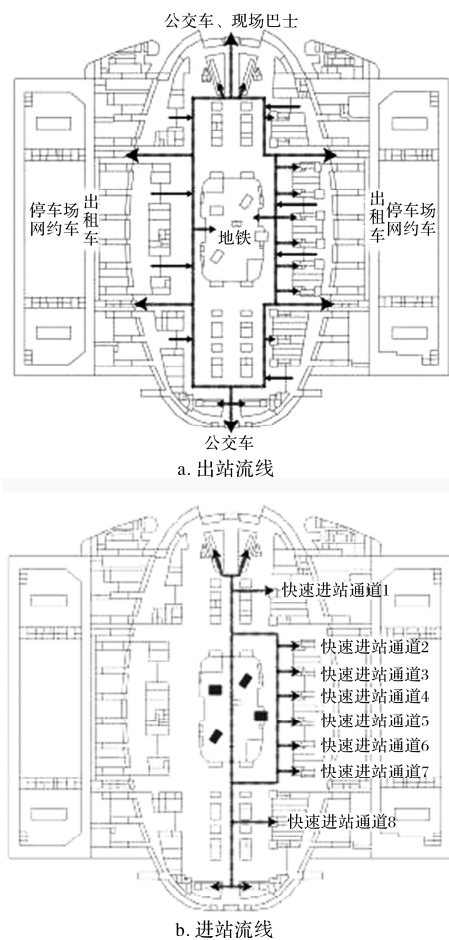 公交车、现场巴士
停车场
网约车
出租车
地铁
出租车
停车场
网约车
公交车
a. 出站流线
快速进站通道1
快速进站通道2
快速进站通道3
快速进站通道4
快速进站通道5
快速进站通道6
快速进站通道7
快速进站通道8
b. 进站流线